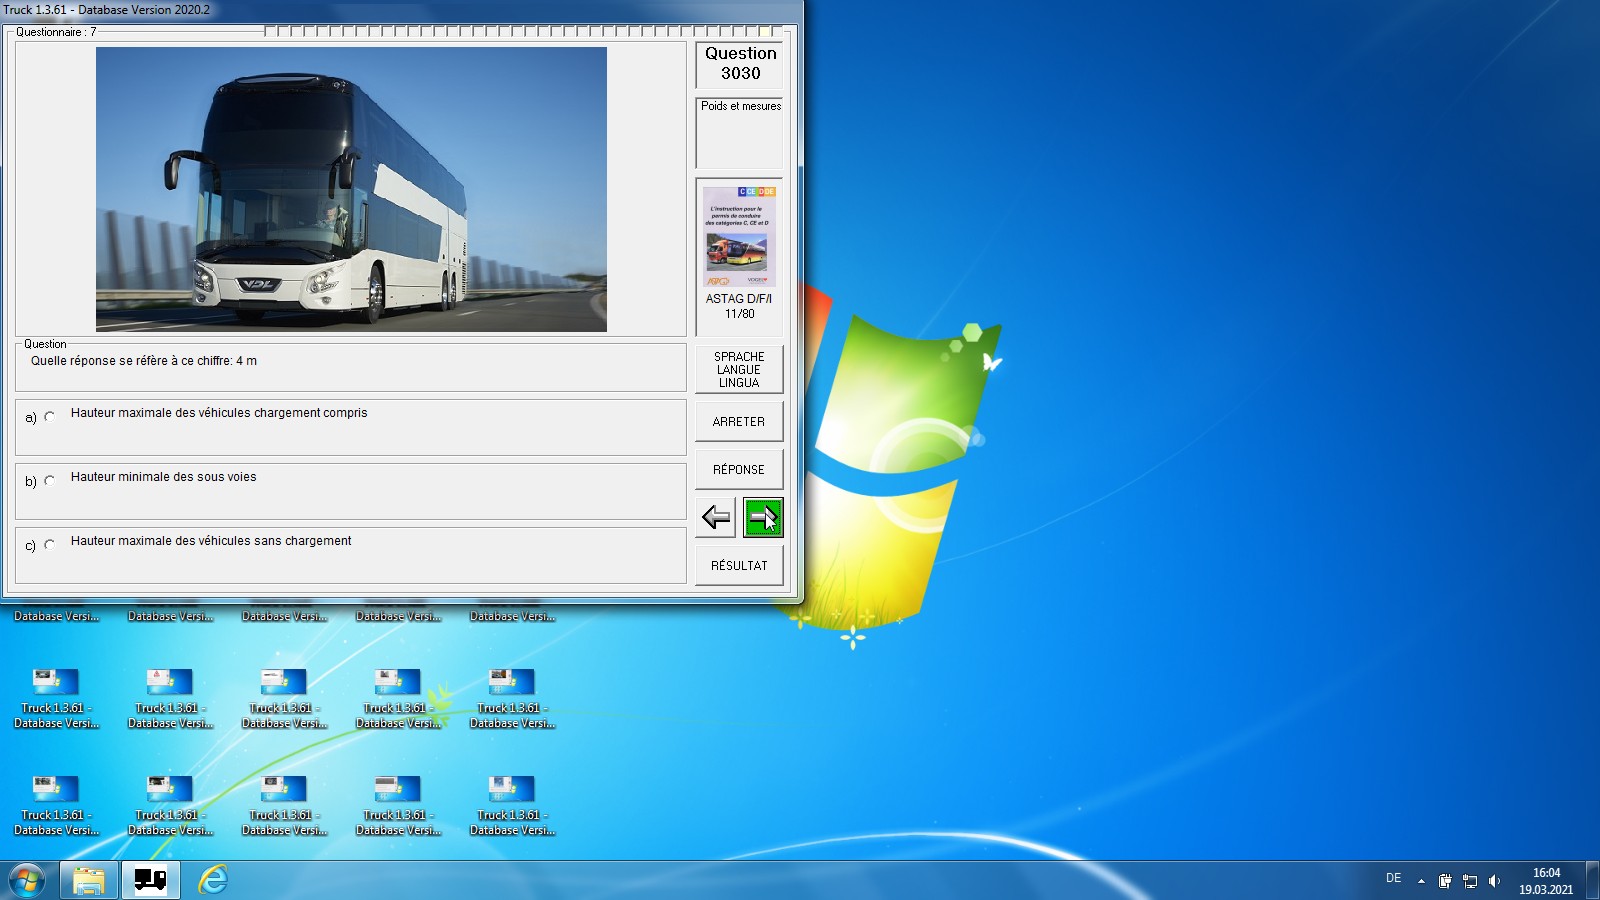 Truck 1.3.61 - Database Version 2020.2
Questionnaire : 7
VDL
Question
3030
Poids et mesures
C CE D DE
L'instruction pour le
permis de conduire
des catégories C, CE et D
ASTAG D/F/I
11/80
Question
Quelle réponse se réfère à ce chiffre: 4 m
a) Hauteur maximale des véhicules chargement compris
b) Hauteur minimale des sous voies
c) Hauteur maximale des véhicules sans chargement
SPRACHE
LANGUE
LINGUA
ARRETER
RÉPONSE
RÉSULTAT
Database Versi... Database Versi... Database Versi... Database Versi... Database Versi...
Truck 1.3.61 - Truck 1.3.61 - Truck 1.3.61 - Truck 1.3.61 - Truck 1.3.61 -
Database Versi... Database Versi... Database Versi... Database Versi... Database Versi...
Truck 1.3.61 - Truck 1.3.61 - Truck 1.3.61 - Truck 1.3.61 - Truck 1.3.61 -
Database Versi... Database Versi... Database Versi... Database Versi... Database Versi...
DE
16:04
19.03.2021